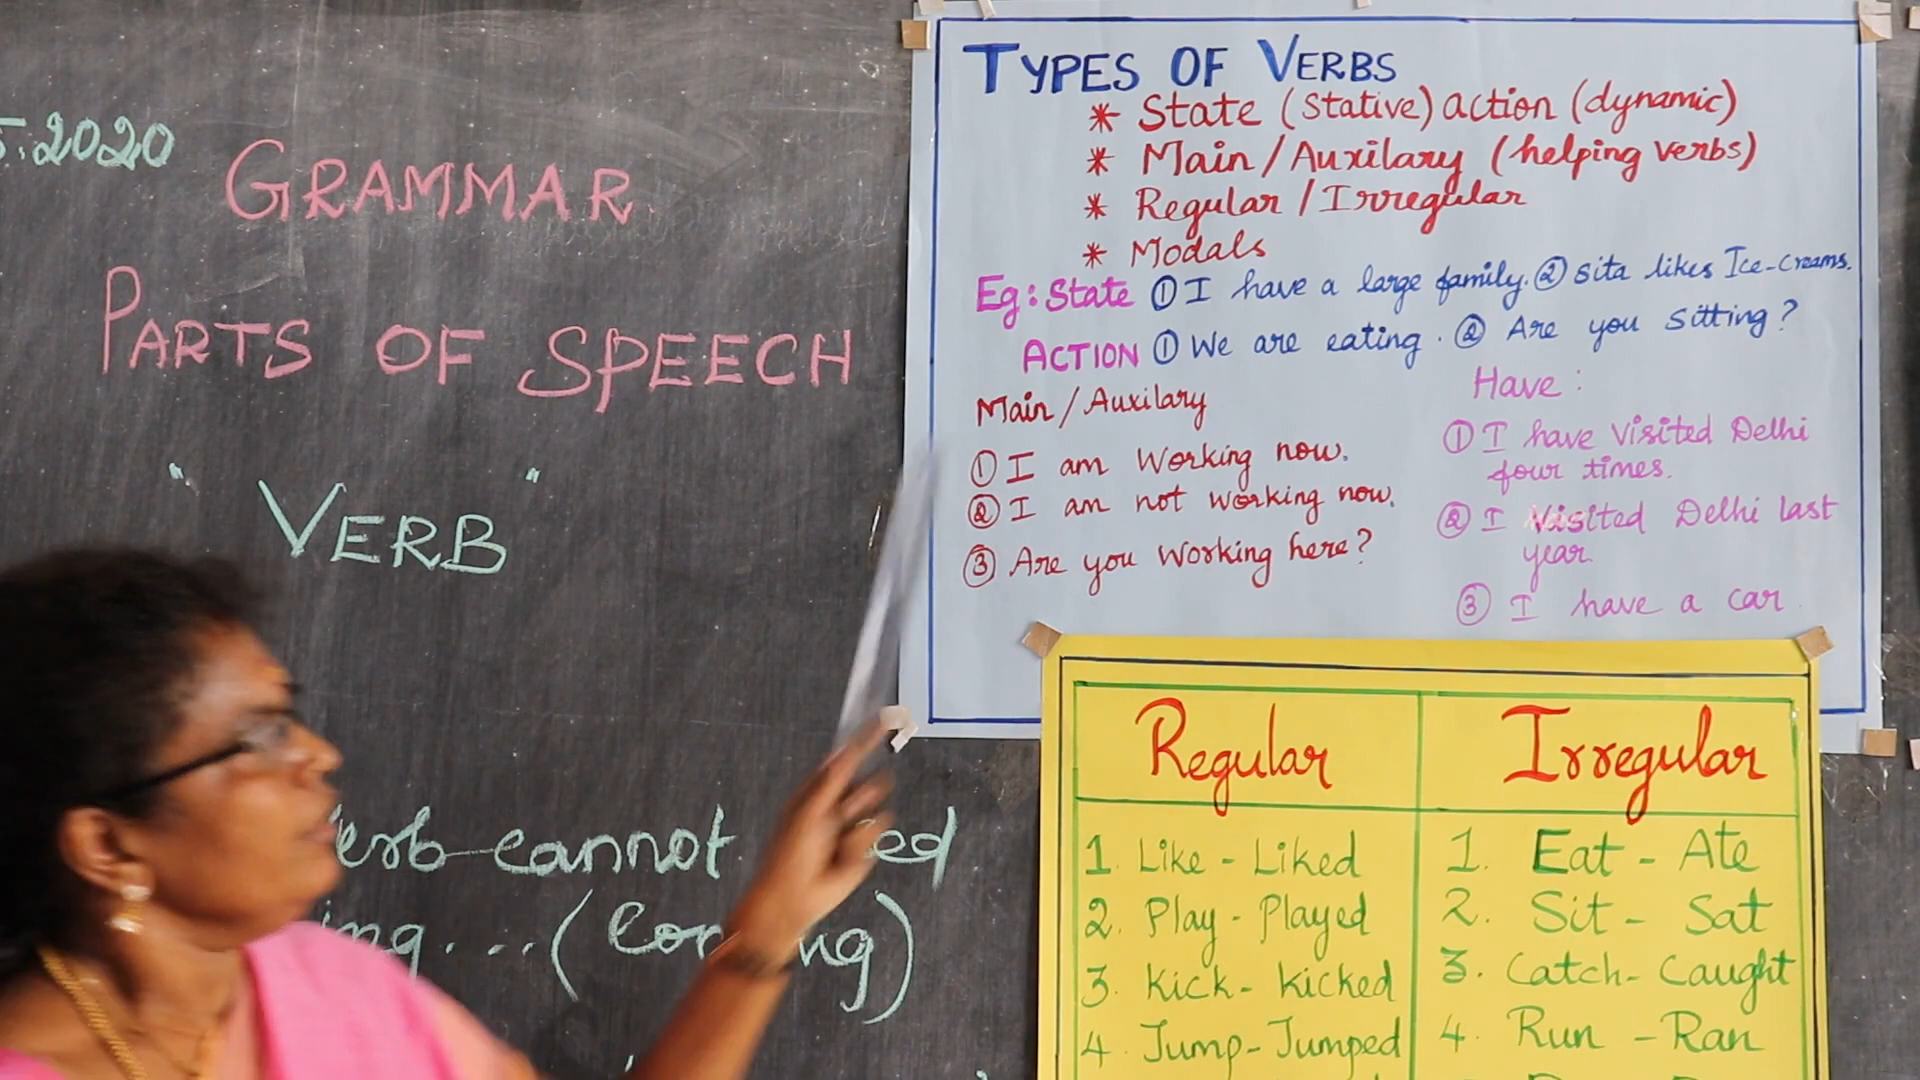 5.2020
GRAMMAR
PARTS OF SPEECH
" VERB "
verb cannot
ing...(
TYPES OF VERBS
* State (Stative) action (dynamic)
* Main / Auxilary (helping verbs)
* Regular / Irregular
* Modals
Eg: State ① I have a large family. ② Sita likes Ice-creams.
ACTION ① We are eating. ② Are you sitting?
Main / Auxilary
① I am working now.
② I am not working now.
③ Are you working here?
Have :
① I have visited Delhi
four times.
② I visited Delhi last
year.
③ I have a car
Regular
1. Like - Liked
2. Play - Played
3. Kick - Kicked
4. Jump - Jumped
Irregular
1. Eat - Ate
2. Sit - Sat
3. Catch - Caught
4. Run - Ran